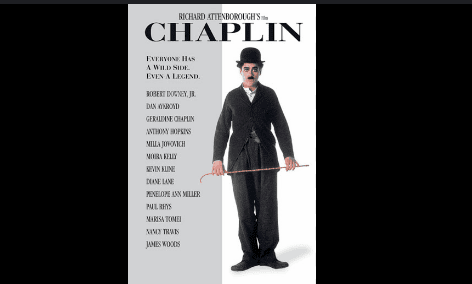 RICHARD ATTENBOROUGH'S Film
CHAPLIN
EVERYONE HAS
A WILD SIDE.
EVEN A LEGEND.
ROBERT DOWNEY, JR.
DAN AYKROYD
GERALDINE CHAPLIN
ANTHONY HOPKINS
MILLA JOVOVICH
MOIRA KELLY
KEVIN KLINE
DIANE LANE
PENELOPE ANN MILLER
PAUL RHYS
MARISA TOMEI
NANCY TRAVIS
JAMES WOODS